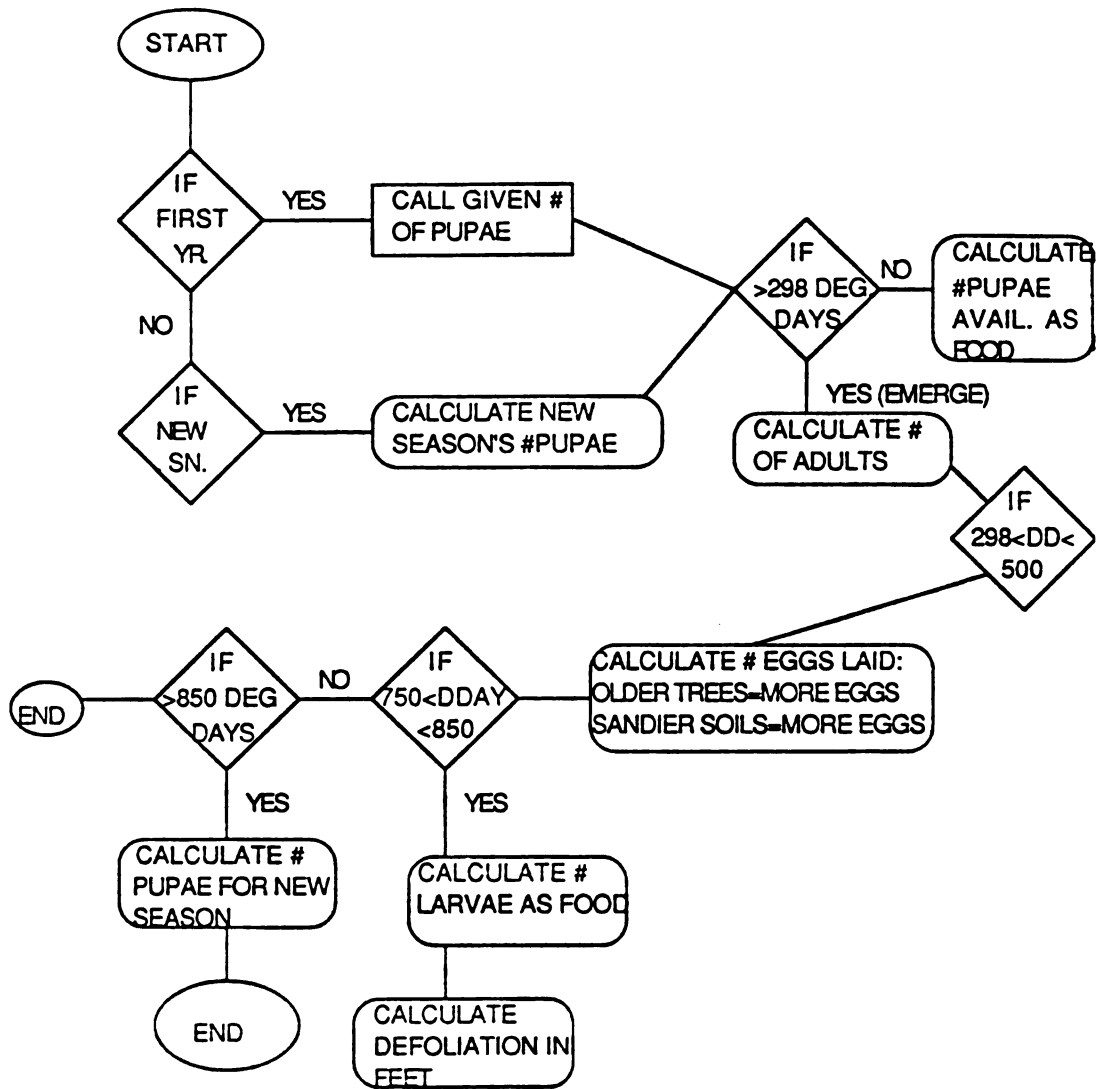 START
IF
FIRST
YR.
YES
CALL GIVEN #
OF PUPAE
IF
>298 DEG
DAYS
NO
CALCULATE
#PUPAE
AVAIL. AS
FOOD
NO
IF
NEW
SN.
YES
CALCULATE NEW
SEASON'S #PUPAE
YES (EMERGE)
CALCULATE #
OF ADULTS
IF
298<DD<
500
CALCULATE # EGGS LAID:
OLDER TREES=MORE EGGS
SANDIER SOILS=MORE EGGS
IF
750<DDAY
<850
NO
IF
>850 DEG
DAYS
END
YES
CALCULATE #
PUPAE FOR NEW
SEASON
END
YES
CALCULATE #
LARVAE AS FOOD
CALCULATE
DEFOLIATION IN
FEET